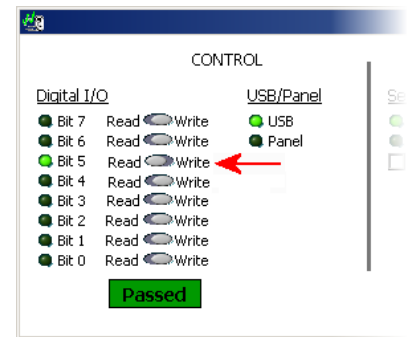 CONTROL
Digital I/O USB/Panel Se
Bit 7 Read Write USB
Bit 6 Read Write Panel
Bit 5 Read Write
Bit 4 Read Write
Bit 3 Read Write
Bit 2 Read Write
Bit 1 Read Write
Bit 0 Read Write
Passed